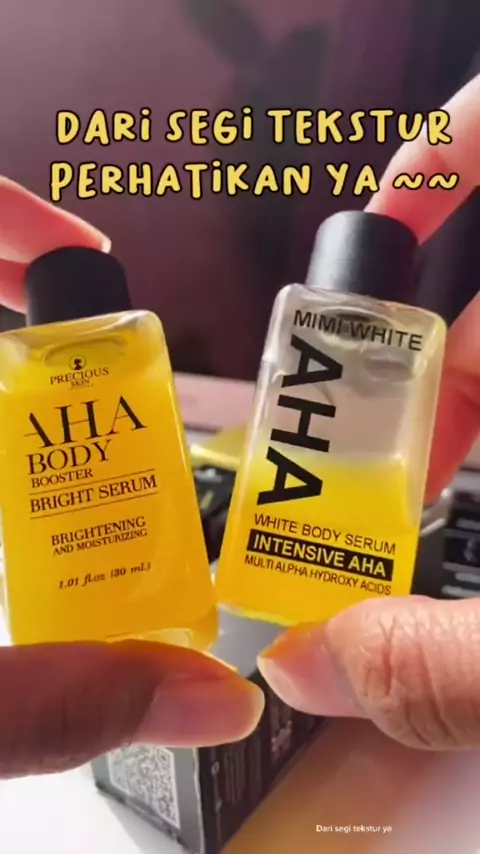 DARi SEGi TEKSTUR
PERHATiKAN YA ~~
PRECIOUS
SKIN
AHA
BODY
BOOSTER
BRIGHT SERUM
BRIGHTENING
AND MOISTURIZING
1.01 fl.oz (30 mL)
MIMI WHITE
AHA
WHITE BODY SERUM
INTENSIVE AHA
MULTI ALPHA HYDROXY ACIDS
Dari segi tekstur ya